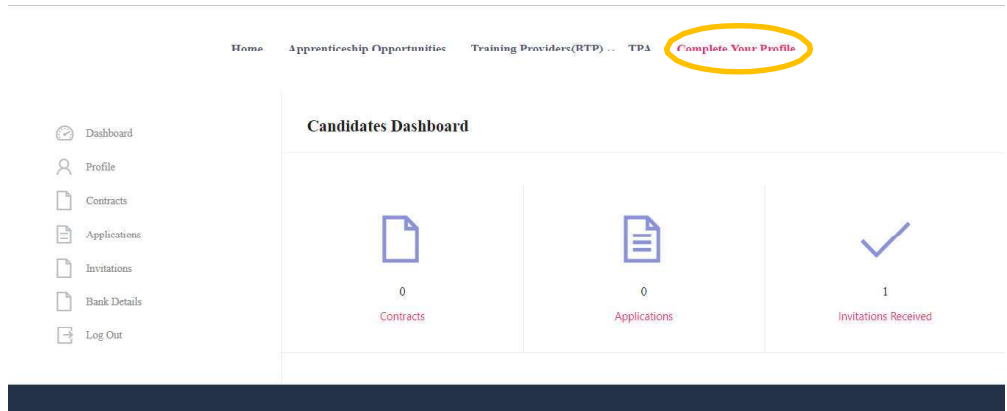 Home Apprenticeship Opportunities Training Providers(RTP) TPA Complete Your Profile
Candidates Dashboard
Dashboard
Profile
Contracts
Applications
Invitations
Bank Details
Log Out
0 0 1
Contracts Applications Invitations Received